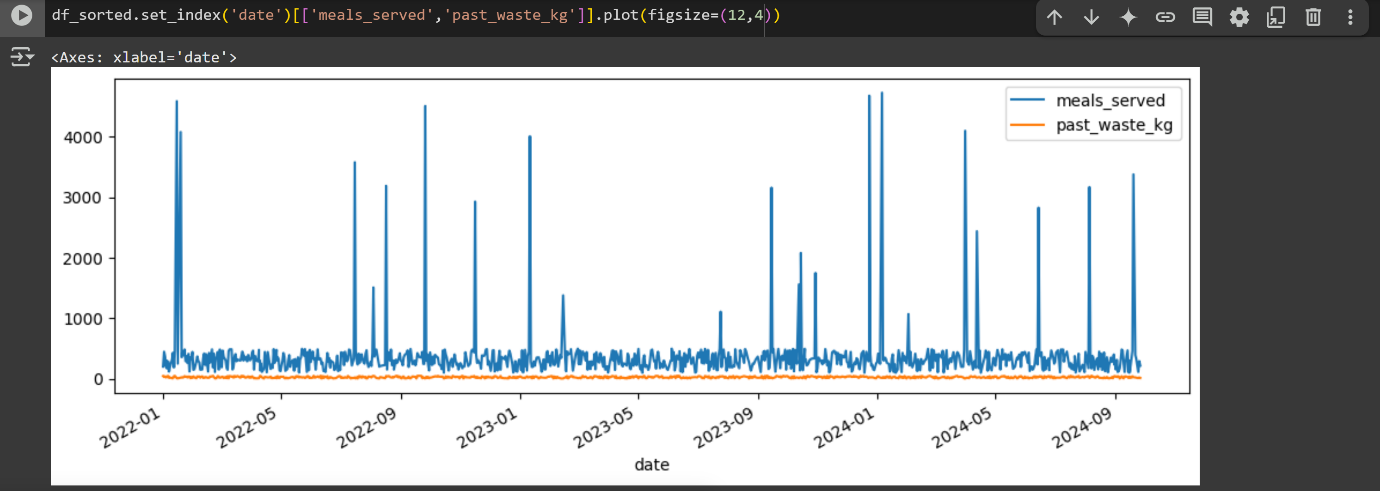 df_sorted.set_index('date')[['meals_served','past_waste_kg']].plot(figsize=(12,4))
<Axes: xlabel='date'>
meals_served
past_waste_kg
4000
3000
2000
1000
0
2022-01
2022-05
2022-09
2023-01
2023-05
2023-09
2024-01
2024-05
2024-09
date